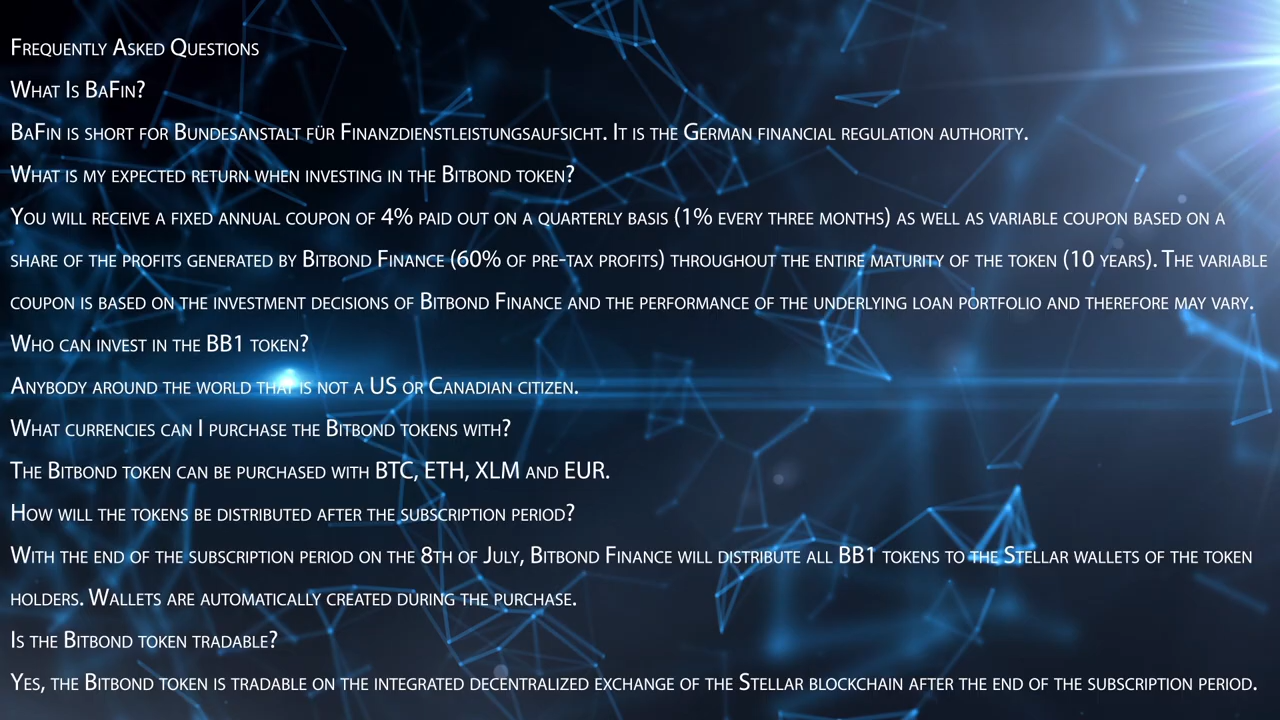 Frequently Asked Questions
What Is BaFin?
BaFin is short for Bundesanstalt für Finanzdienstleistungsaufsicht. It is the German financial regulation authority.
What is my expected return when investing in the Bitbond token?
You will receive a fixed annual coupon of 4% paid out on a quarterly basis (1% every three months) as well as variable coupon based on a
share of the profits generated by Bitbond Finance (60% of pre-tax profits) throughout the entire maturity of the token (10 years). The variable
coupon is based on the investment decisions of Bitbond Finance and the performance of the underlying loan portfolio and therefore may vary.
Who can invest in the BB1 token?
Anybody around the world that is not a US or Canadian citizen.
What currencies can I purchase the Bitbond tokens with?
The Bitbond token can be purchased with BTC, ETH, XLM and EUR.
How will the tokens be distributed after the subscription period?
With the end of the subscription period on the 8th of July, Bitbond Finance will distribute all BB1 tokens to the Stellar wallets of the token
holders. Wallets are automatically created during the purchase.
Is the Bitbond token tradable?
Yes, the Bitbond token is tradable on the integrated decentralized exchange of the Stellar blockchain after the end of the subscription period.